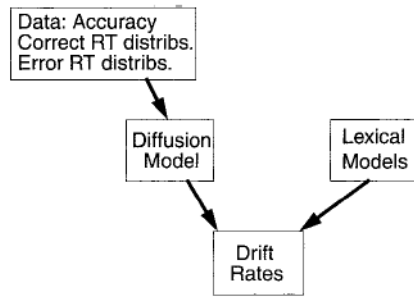 Data: Accuracy
Correct RT distribs.
Error RT distribs.
Diffusion
Model
Lexical
Models
Drift
Rates